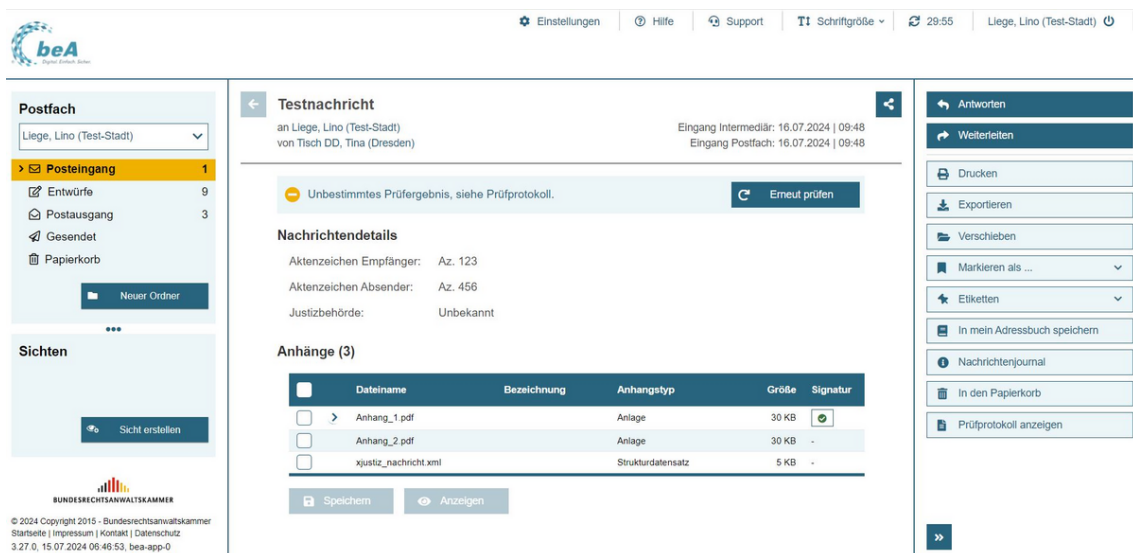 Einstellungen
Hilfe
Support
Schriftgröße
29:55
Liege, Lino (Test-Stadt)
beA
Digital. Einfach. Sicher.
Postfach
Liege, Lino (Test-Stadt)
Posteingang 1
Entwürfe 9
Postausgang 3
Gesendet
Papierkorb
Neuer Ordner
Sichten
Sicht erstellen
BUNDESRECHTSANWALTSKAMMER
© 2024 Copyright 2015 - Bundesrechtsanwaltskammer
Startseite | Impressum | Kontakt | Datenschutz
3.27.0, 15.07.2024 06:46:53, bea-app-0
Testnachricht
an Liege, Lino (Test-Stadt)
von Tisch DD, Tina (Dresden)
Eingang Intermediär: 16.07.2024 | 09:48
Eingang Postfach: 16.07.2024 | 09:48
Unbestimmtes Prüfergebnis, siehe Prüfprotokoll.
Erneut prüfen
Nachrichtendetails
Aktenzeichen Empfänger: Az. 123
Aktenzeichen Absender: Az. 456
Justizbehörde: Unbekannt
Anhänge (3)
Dateiname Bezeichnung Anhangstyp Größe Signatur
Anhang_1.pdf Anlage 30 KB
Anhang_2.pdf Anlage 30 KB -
xjustiz_nachricht.xml Strukturdatensatz 5 KB -
Speichern
Anzeigen
Antworten
Weiterleiten
Drucken
Exportieren
Verschieben
Markieren als ...
Etiketten
In mein Adressbuch speichern
Nachrichtenjournal
In den Papierkorb
Prüfprotokoll anzeigen